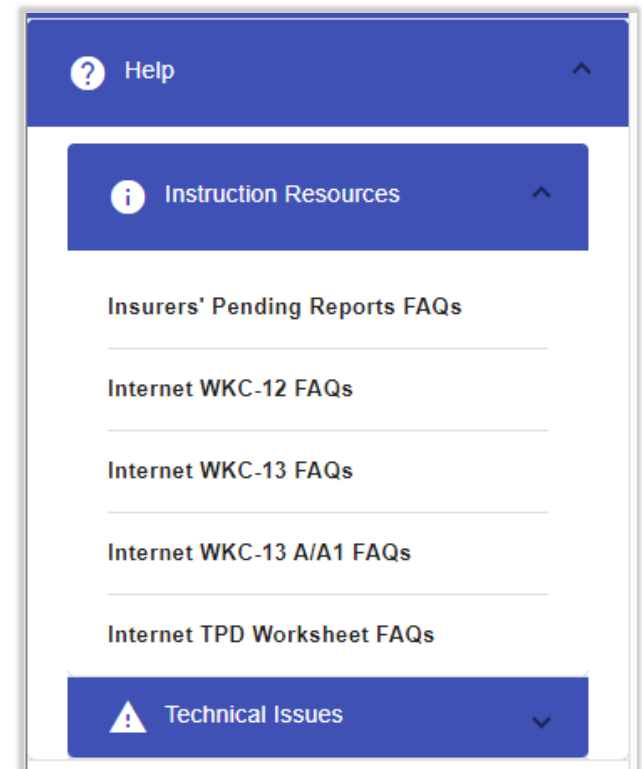 Help
Instruction Resources
Insurers' Pending Reports FAQs
Internet WKC-12 FAQs
Internet WKC-13 FAQs
Internet WKC-13 A/A1 FAQs
Internet TPD Worksheet FAQs
Technical Issues